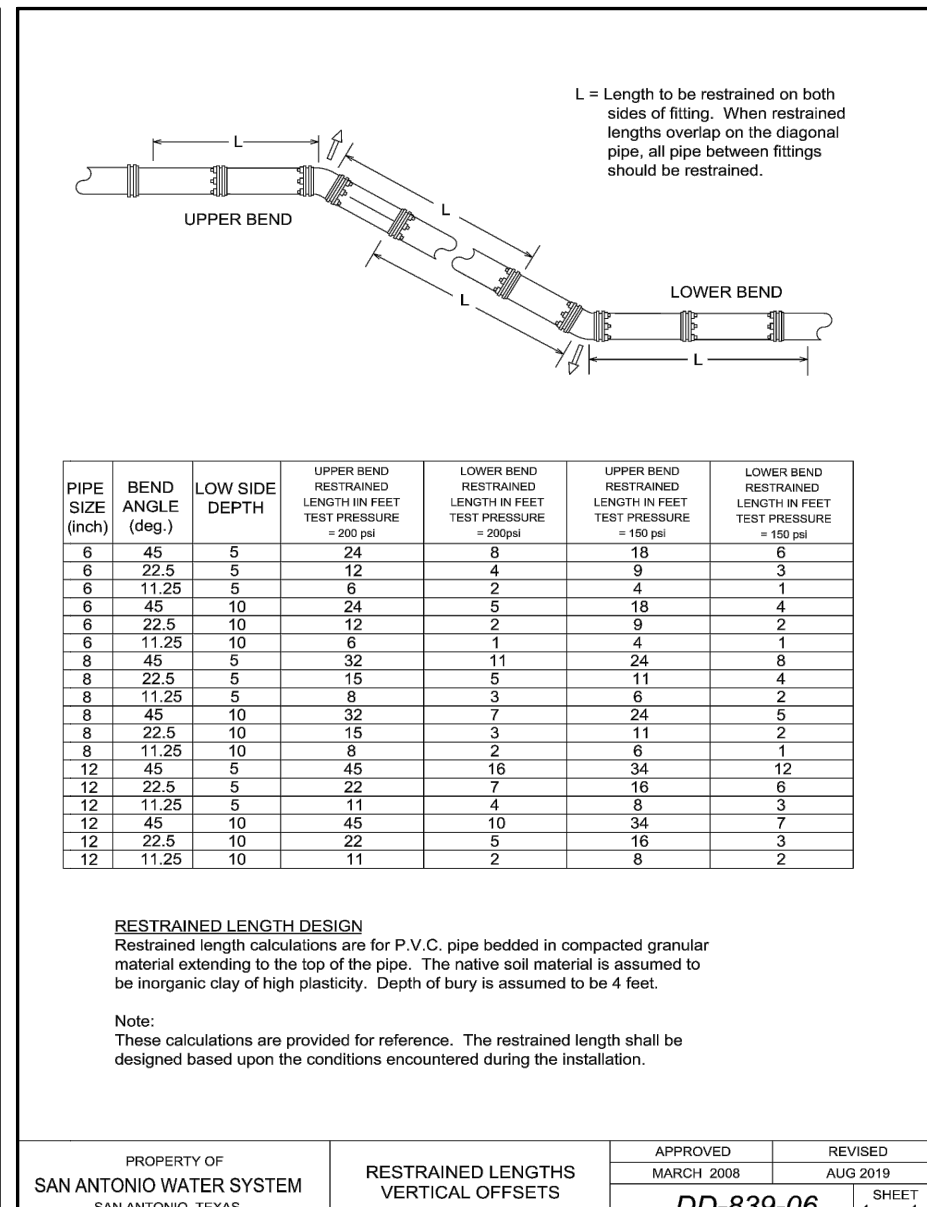 L = Length to be restrained on both
sides of fitting. When restrained
lengths overlap on the diagonal
pipe, all pipe between fittings
should be restrained.
L
UPPER BEND
L
L
LOWER BEND
L
PIPE SIZE (inch) BEND ANGLE (deg.) LOW SIDE DEPTH UPPER BEND RESTRAINED LENGTH IIN FEET TEST PRESSURE = 200 psi LOWER BEND RESTRAINED LENGTH IN FEET TEST PRESSURE = 200psi UPPER BEND RESTRAINED LENGTH IN FEET TEST PRESSURE = 150 psi LOWER BEND RESTRAINED LENGTH IN FEET TEST PRESSURE = 150 psi
6 45 5 24 8 18 6
6 22.5 5 12 4 9 3
6 11.25 5 6 2 4 1
6 45 10 24 5 18 4
6 22.5 10 12 2 9 2
6 11.25 10 6 1 4 1
8 45 5 32 11 24 8
8 22.5 5 15 5 11 4
8 11.25 5 8 3 6 2
8 45 10 32 7 24 5
8 22.5 10 15 3 11 2
8 11.25 10 8 2 6 1
12 45 5 45 16 34 12
12 22.5 5 22 7 16 6
12 11.25 5 11 4 8 3
12 45 10 45 10 34 7
12 22.5 10 22 5 16 3
12 11.25 10 11 2 8 2
RESTRAINED LENGTH DESIGN
Restrained length calculations are for P.V.C. pipe bedded in compacted granular
material extending to the top of the pipe. The native soil material is assumed to
be inorganic clay of high plasticity. Depth of bury is assumed to be 4 feet.
Note:
These calculations are provided for reference. The restrained length shall be
designed based upon the conditions encountered during the installation.
PROPERTY OF
SAN ANTONIO WATER SYSTEM
SAN ANTONIO, TEXAS
RESTRAINED LENGTHS
VERTICAL OFFSETS
APPROVED REVISED
MARCH 2008 AUG 2019
DD-839-06
SHEET